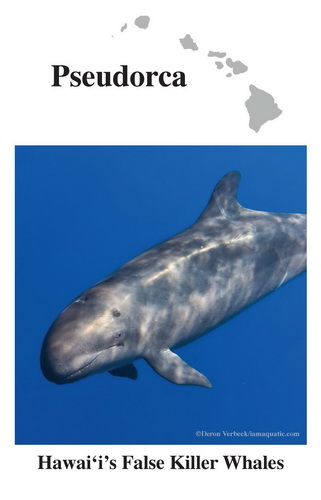 Pseudorca
©Deron Verbeck/iamaquatic.com
Hawai‘i’s False Killer Whales